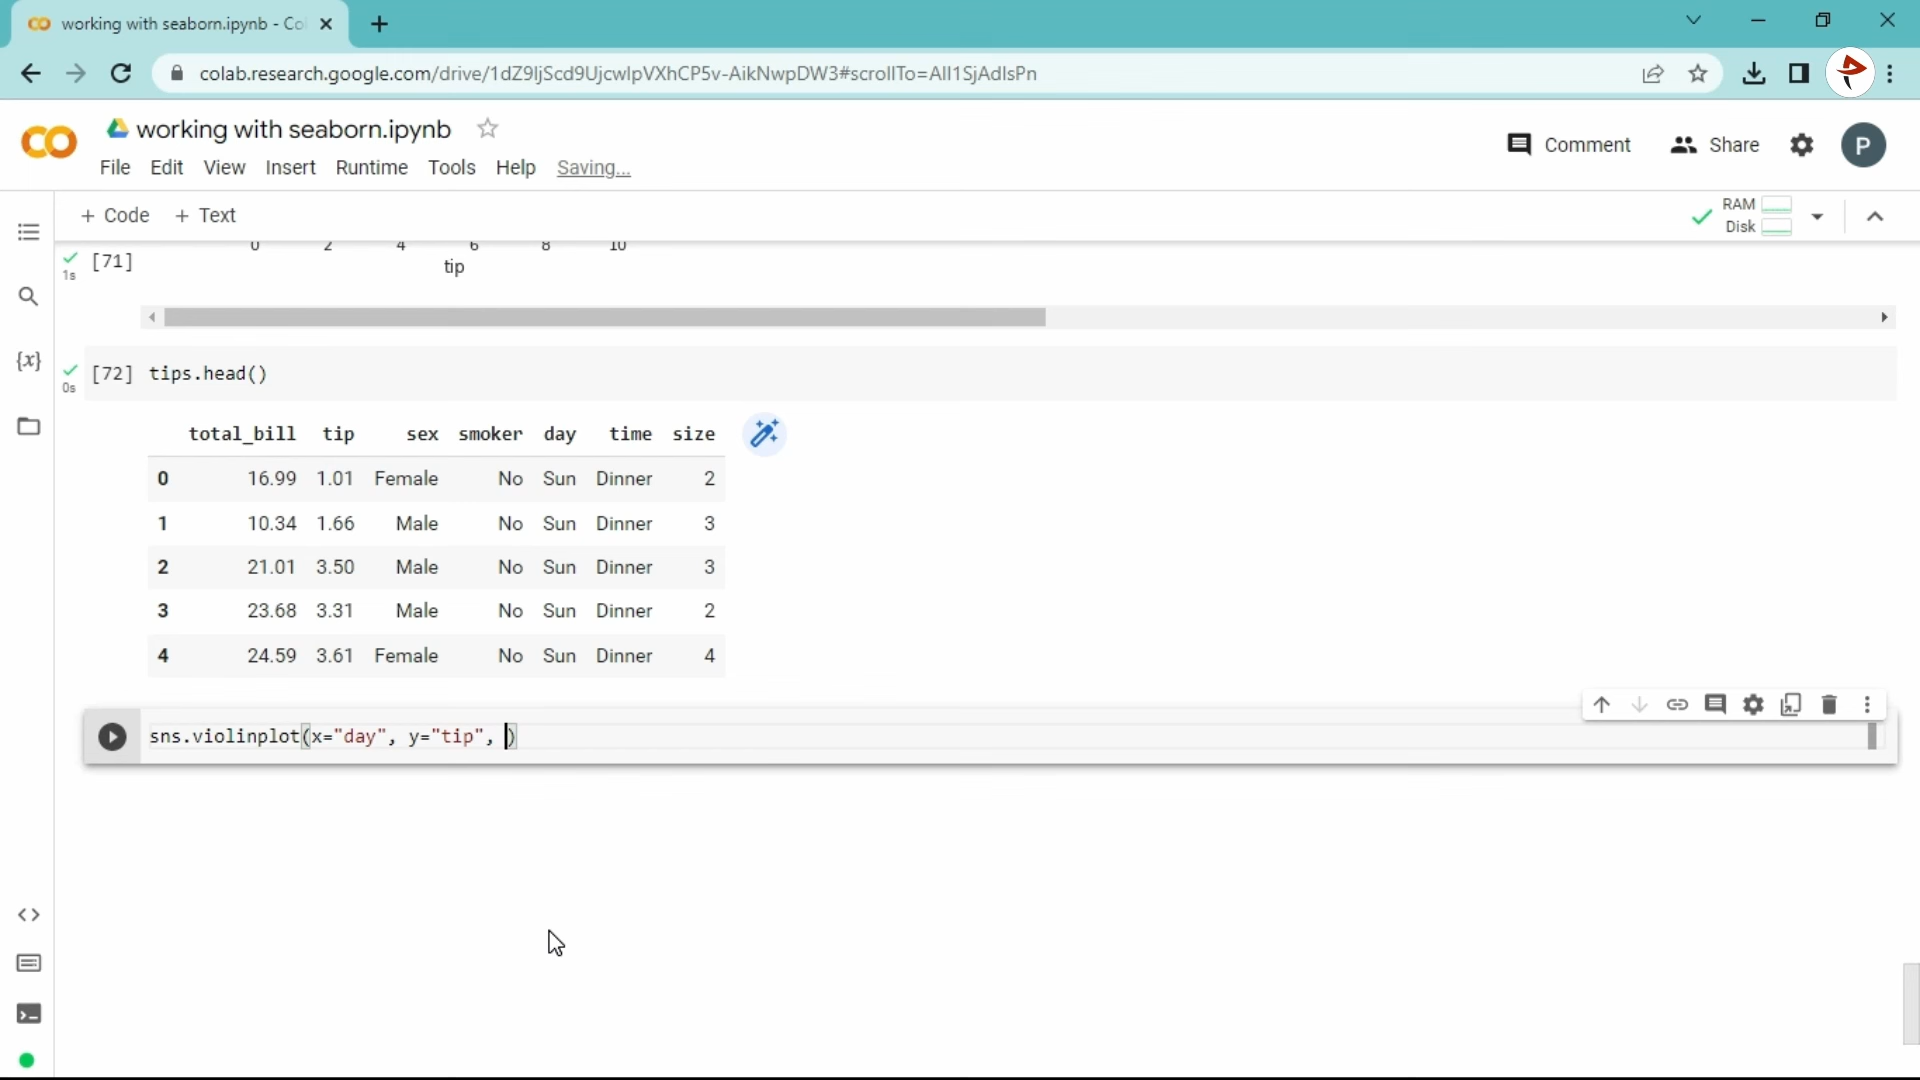 working with seaborn.ipynb - Co
colab.research.google.com/drive/1dZ9IjScd9UjcwIpVXhCP5v-AikNwpDW3#scrollTo=AlI1SjAdIsPn
working with seaborn.ipynb
Comment
Share
P
File Edit View Insert Runtime Tools Help Saving...
+ Code + Text
RAM
Disk
0 2 4 6 8 10
[71]
1s
tip
{x}
[72] tips.head()
0s
total_bill tip sex smoker day time size
0 16.99 1.01 Female No Sun Dinner 2
1 10.34 1.66 Male No Sun Dinner 3
2 21.01 3.50 Male No Sun Dinner 3
3 23.68 3.31 Male No Sun Dinner 2
4 24.59 3.61 Female No Sun Dinner 4
sns.violinplot(x="day", y="tip", )